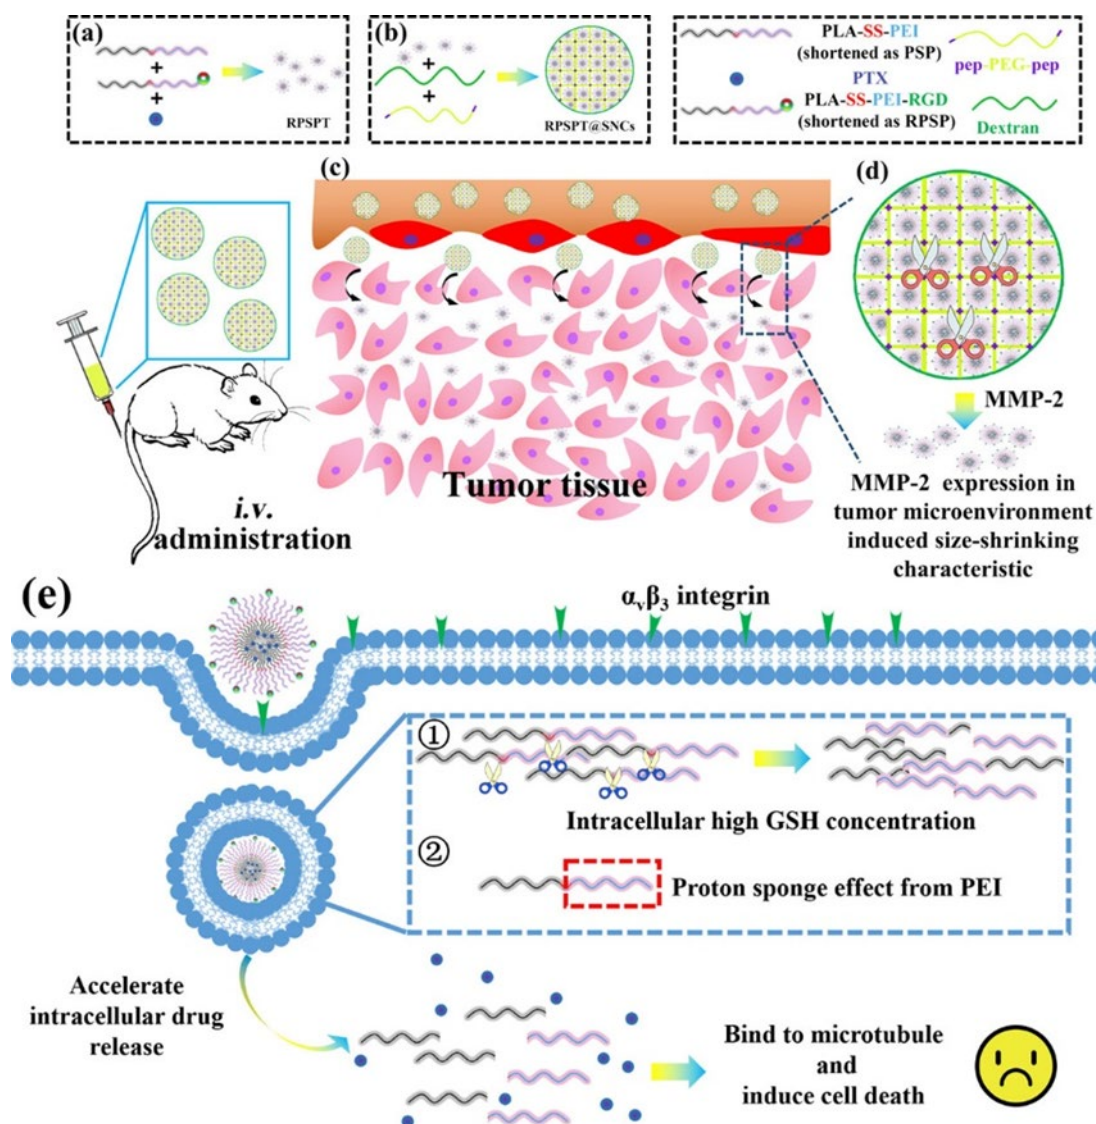 (a)
+
+
RPSPT
(b)
+
+
RPSPT@SNCs
PLA-SS-PEI
(shortened as PSP)
pep-PEG-pep
PTX
PLA-SS-PEI-RGD
(shortened as RPSP)
Dextran
(c)
(d)
MMP-2
MMP-2 expression in
tumor microenvironment
induced size-shrinking
characteristic
Tumor tissue
i.v.
administration
(e)
αvβ3 integrin
①
Intracellular high GSH concentration
②
Proton sponge effect from PEI
Accelerate
intracellular drug
release
Bind to microtubule
and
induce cell death